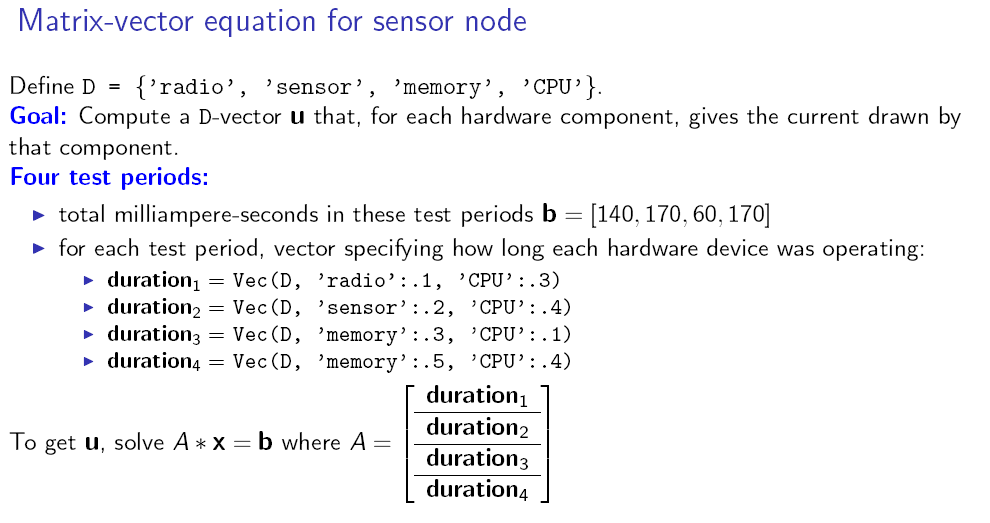 Matrix-vector equation for sensor node
Define D = {’radio’, ’sensor’, ’memory’, ’CPU’}.
Goal: Compute a D-vector u that, for each hardware component, gives the current drawn by
that component.
Four test periods:
▶ total milliampere-seconds in these test periods b = [140, 170, 60, 170]
▶ for each test period, vector specifying how long each hardware device was operating:
▶ duration₁ = Vec(D, ’radio’:.1, ’CPU’:.3)
▶ duration₂ = Vec(D, ’sensor’:.2, ’CPU’:.4)
▶ duration₃ = Vec(D, ’memory’:.3, ’CPU’:.1)
▶ duration₄ = Vec(D, ’memory’:.5, ’CPU’:.4)
To get u, solve A ∗ x = b where A =
duration₁
duration₂
duration₃
duration₄